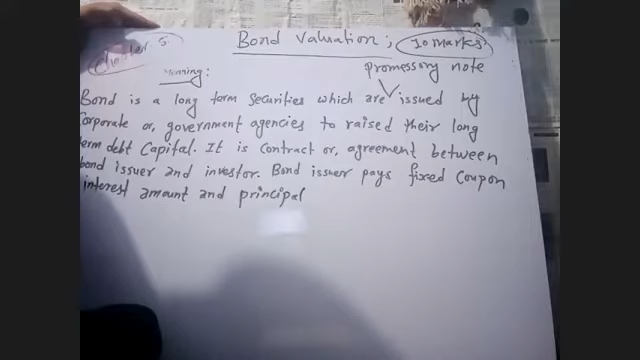 Chapter 5.
Bond Valuation; 10 marks
Meaning:
promessory note
Bond is a long term securities which are issued by
Corporate or, government agencies to raised their long
term debt Capital. It is contract or, agreement between
bond issuer and investor. Bond issuer pays fixed coupon
interest amount and principal